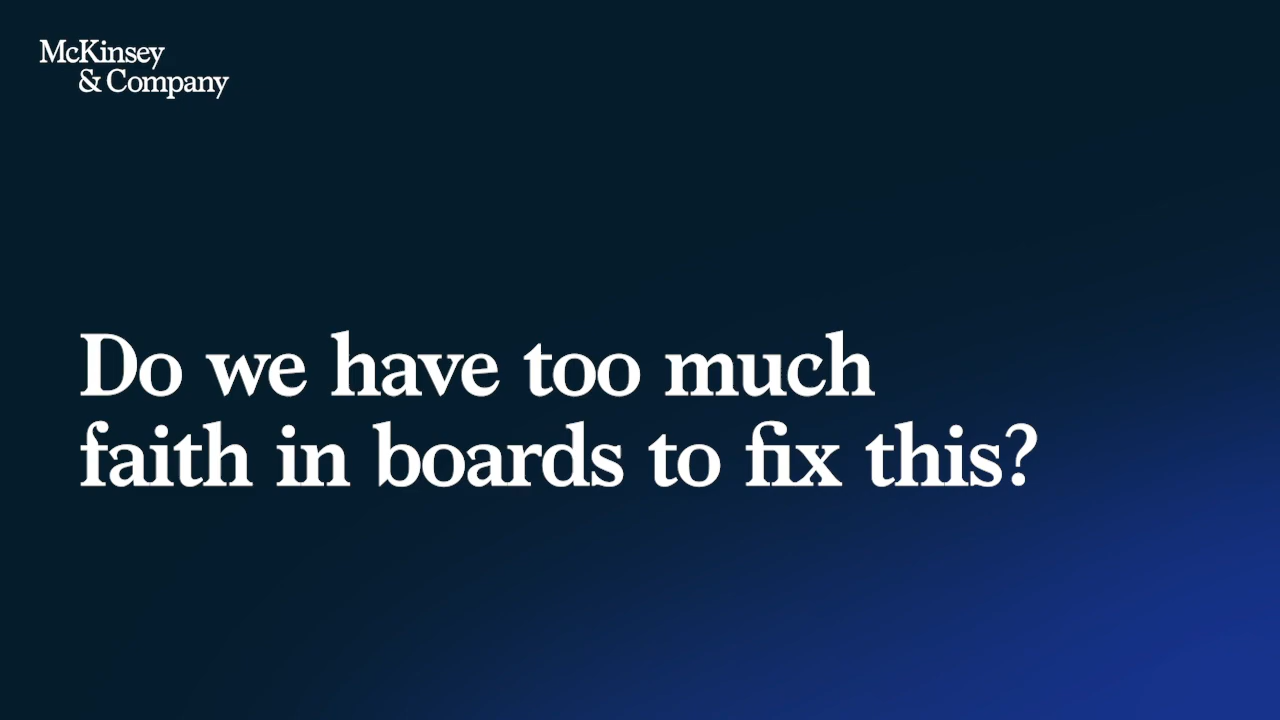 McKinsey
& Company
Do we have too much
faith in boards to fix this?